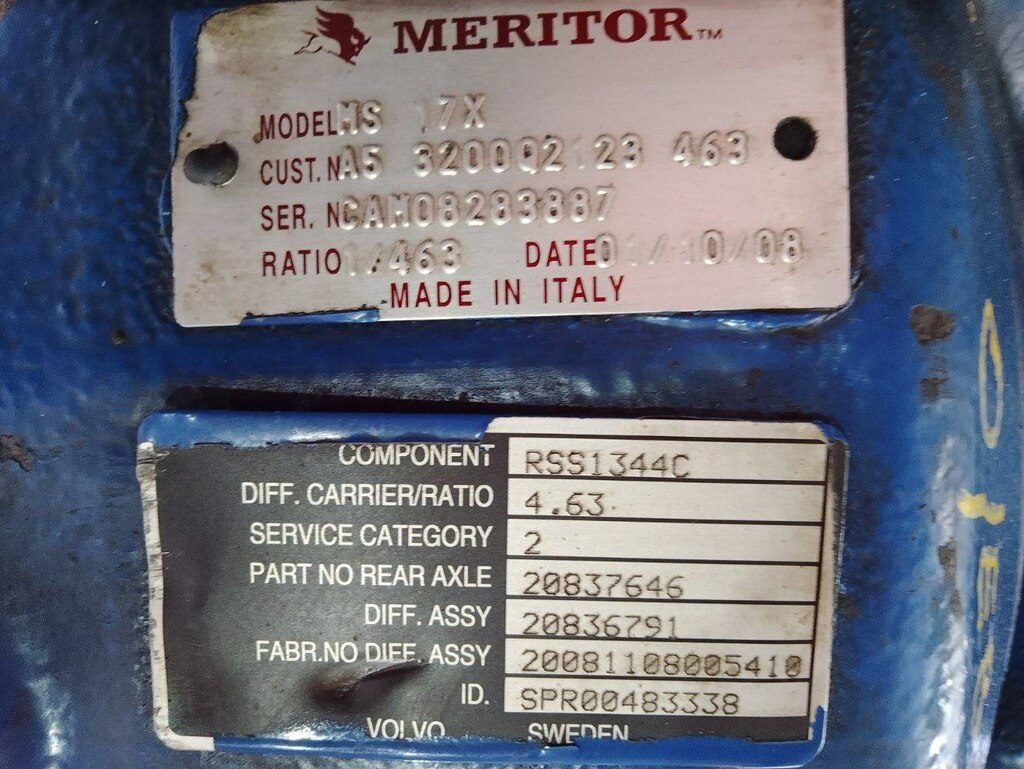 MERITOR™
MODEL MS 17X
CUST. N A5 3200Q2123 463
SER. N CAM08283887
RATIO 1/463 DATE 01/10/08
MADE IN ITALY
COMPONENT RSS1344C
DIFF. CARRIER/RATIO 4.63
SERVICE CATEGORY 2
PART NO REAR AXLE 20837646
DIFF. ASSY 20836791
FABR.NO DIFF. ASSY 20081108005410
ID. SPR00483338
VOLVO SWEDEN